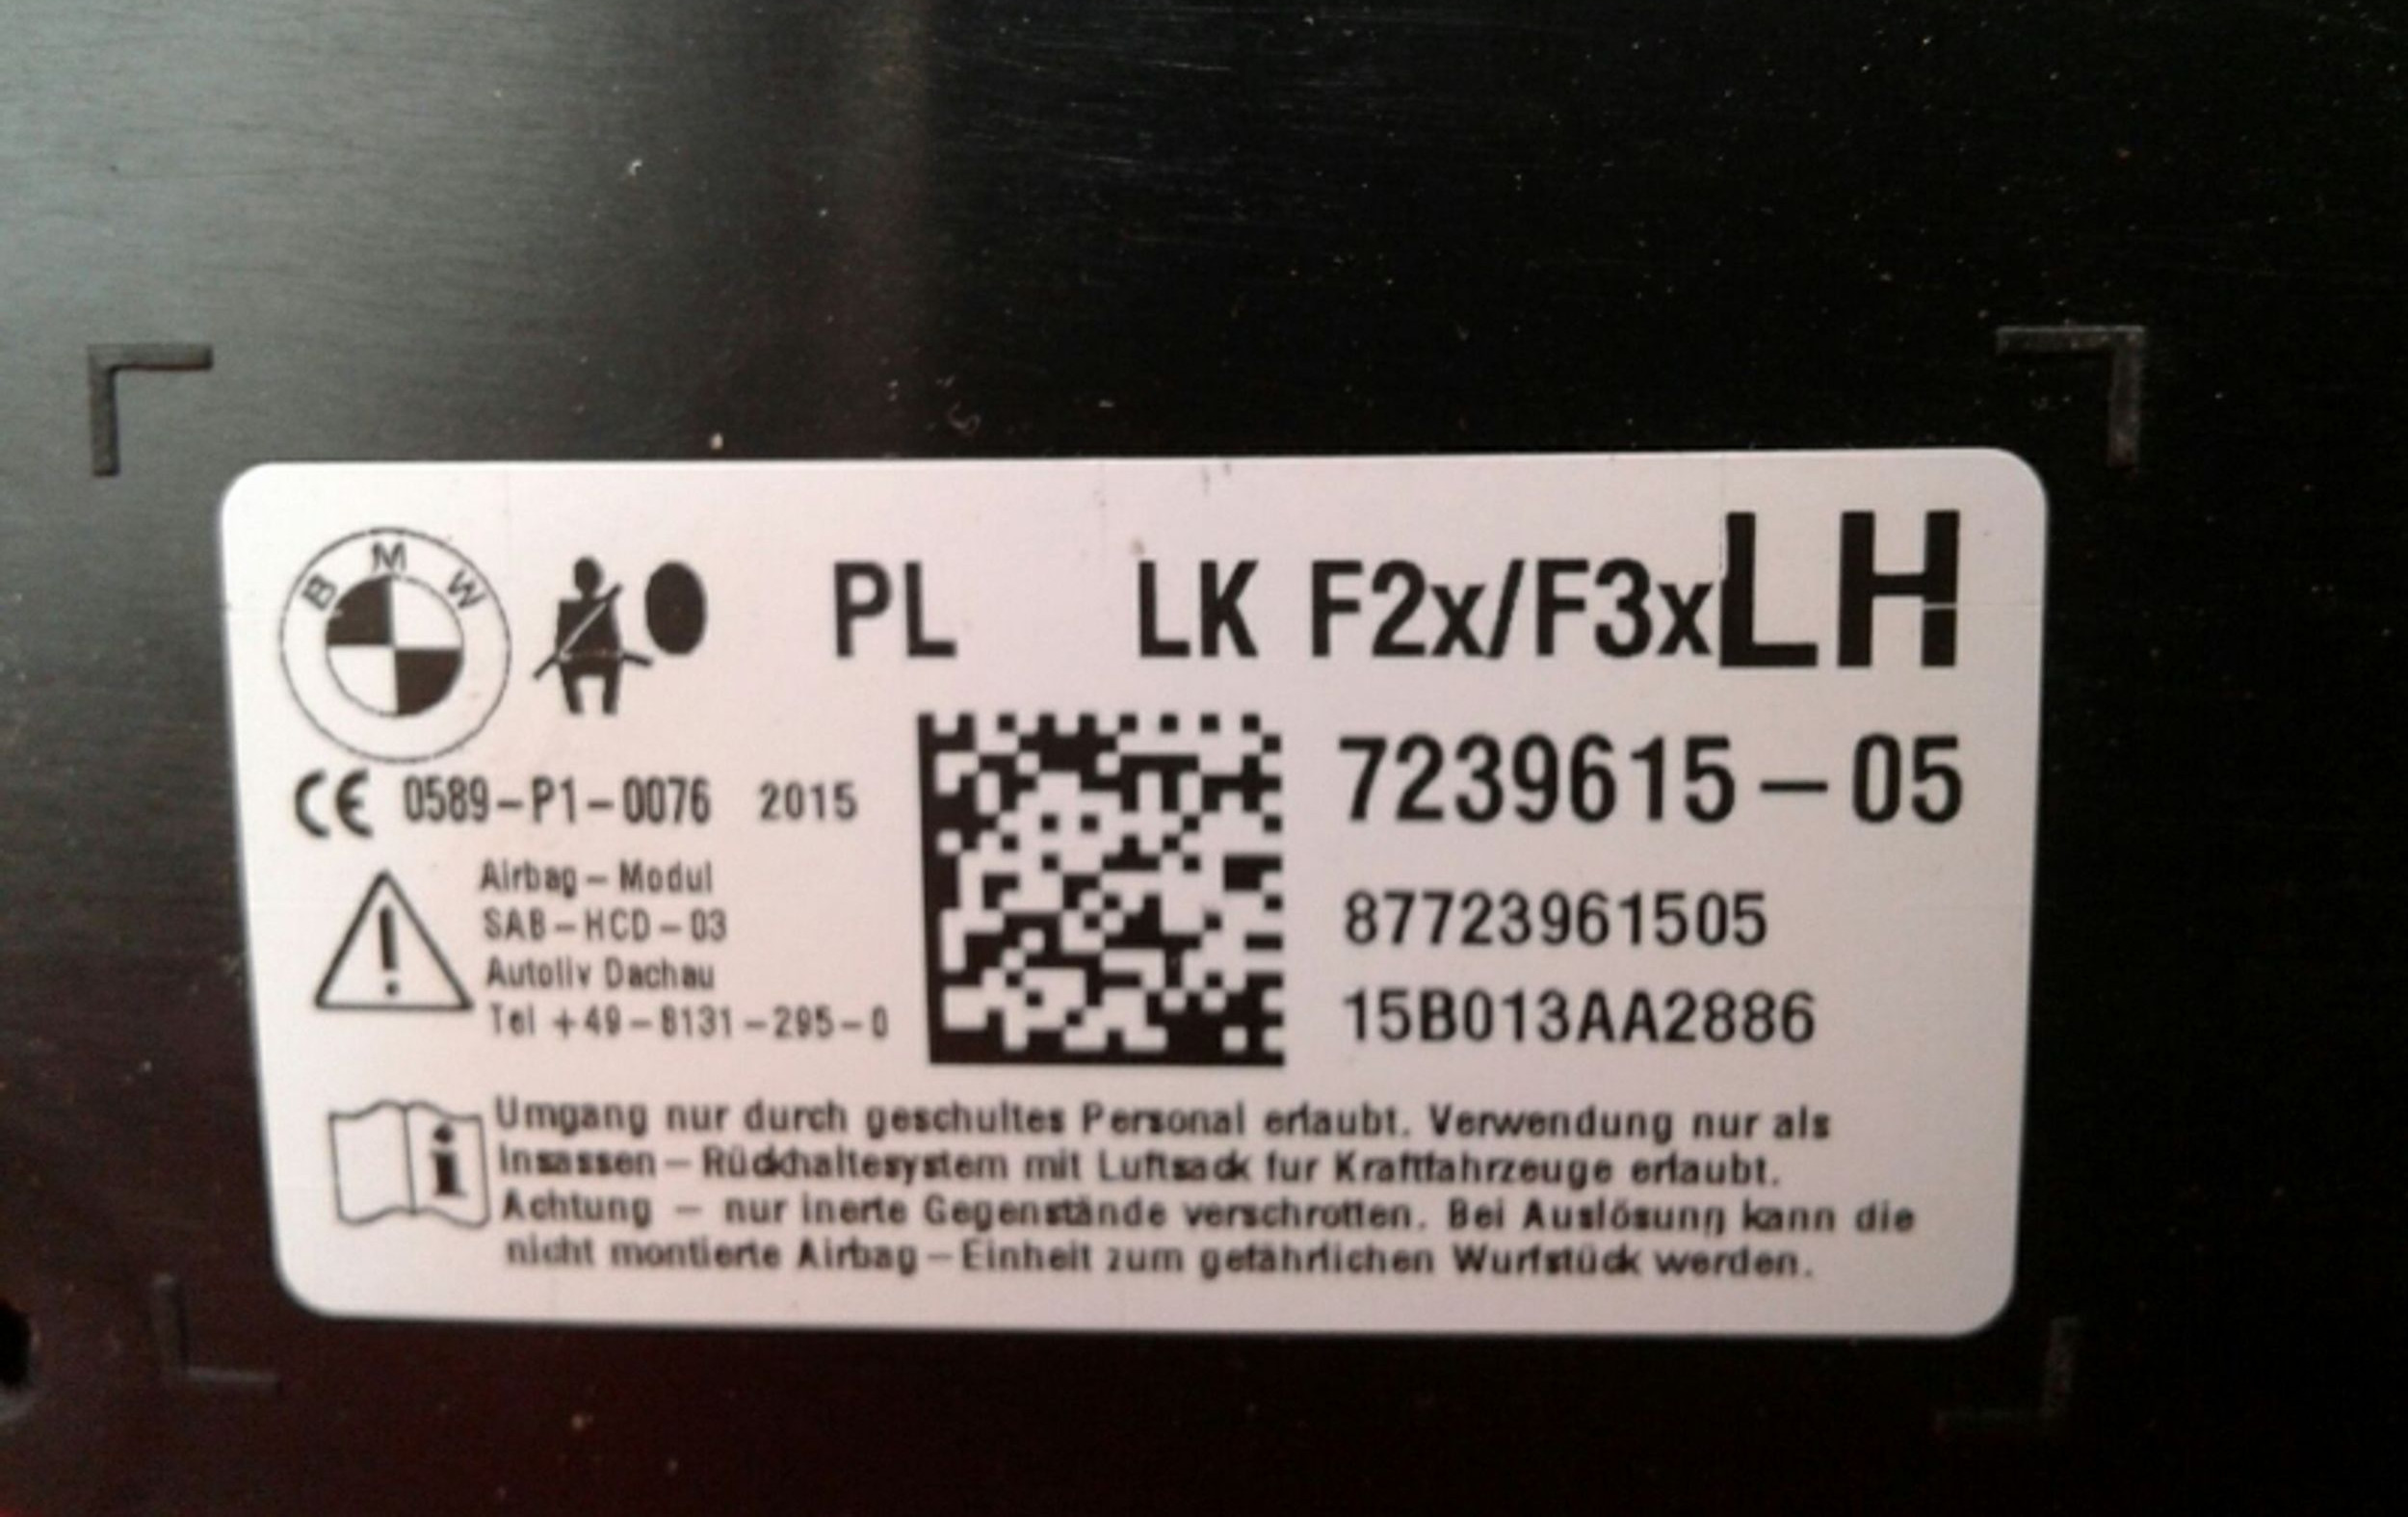 BMW
PL LK F2x/F3x LH
7239615-05
CE 0589-P1-0076 2015
87723961505
15B013AA2886
Airbag-Modul
SAB-HCD-03
Autoliv Dachau
Tel +49-8131-295-0
Umgang nur durch geschultes Personal erlaubt. Verwendung nur als
Insassen-Rückhaltesystem mit Luftsack fur Kraftfahrzeuge erlaubt.
Achtung - nur inerte Gegenstände verschrotten. Bei Auslösung kann die
nicht montierte Airbag-Einheit zum gefährlichen Wurfstück werden.